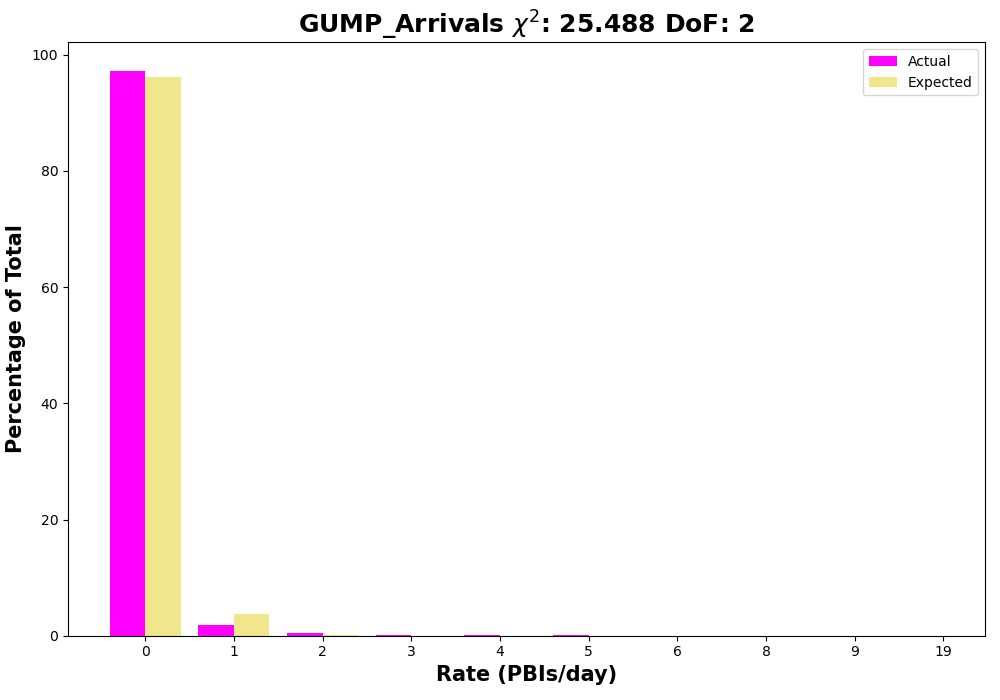 GUMP_Arrivals χ²: 25.488 DoF: 2
Actual
Expected
Percentage of Total
100
80
60
40
20
0
0 1 2 3 4 5 6 8 9 19
Rate (PBIs/day)